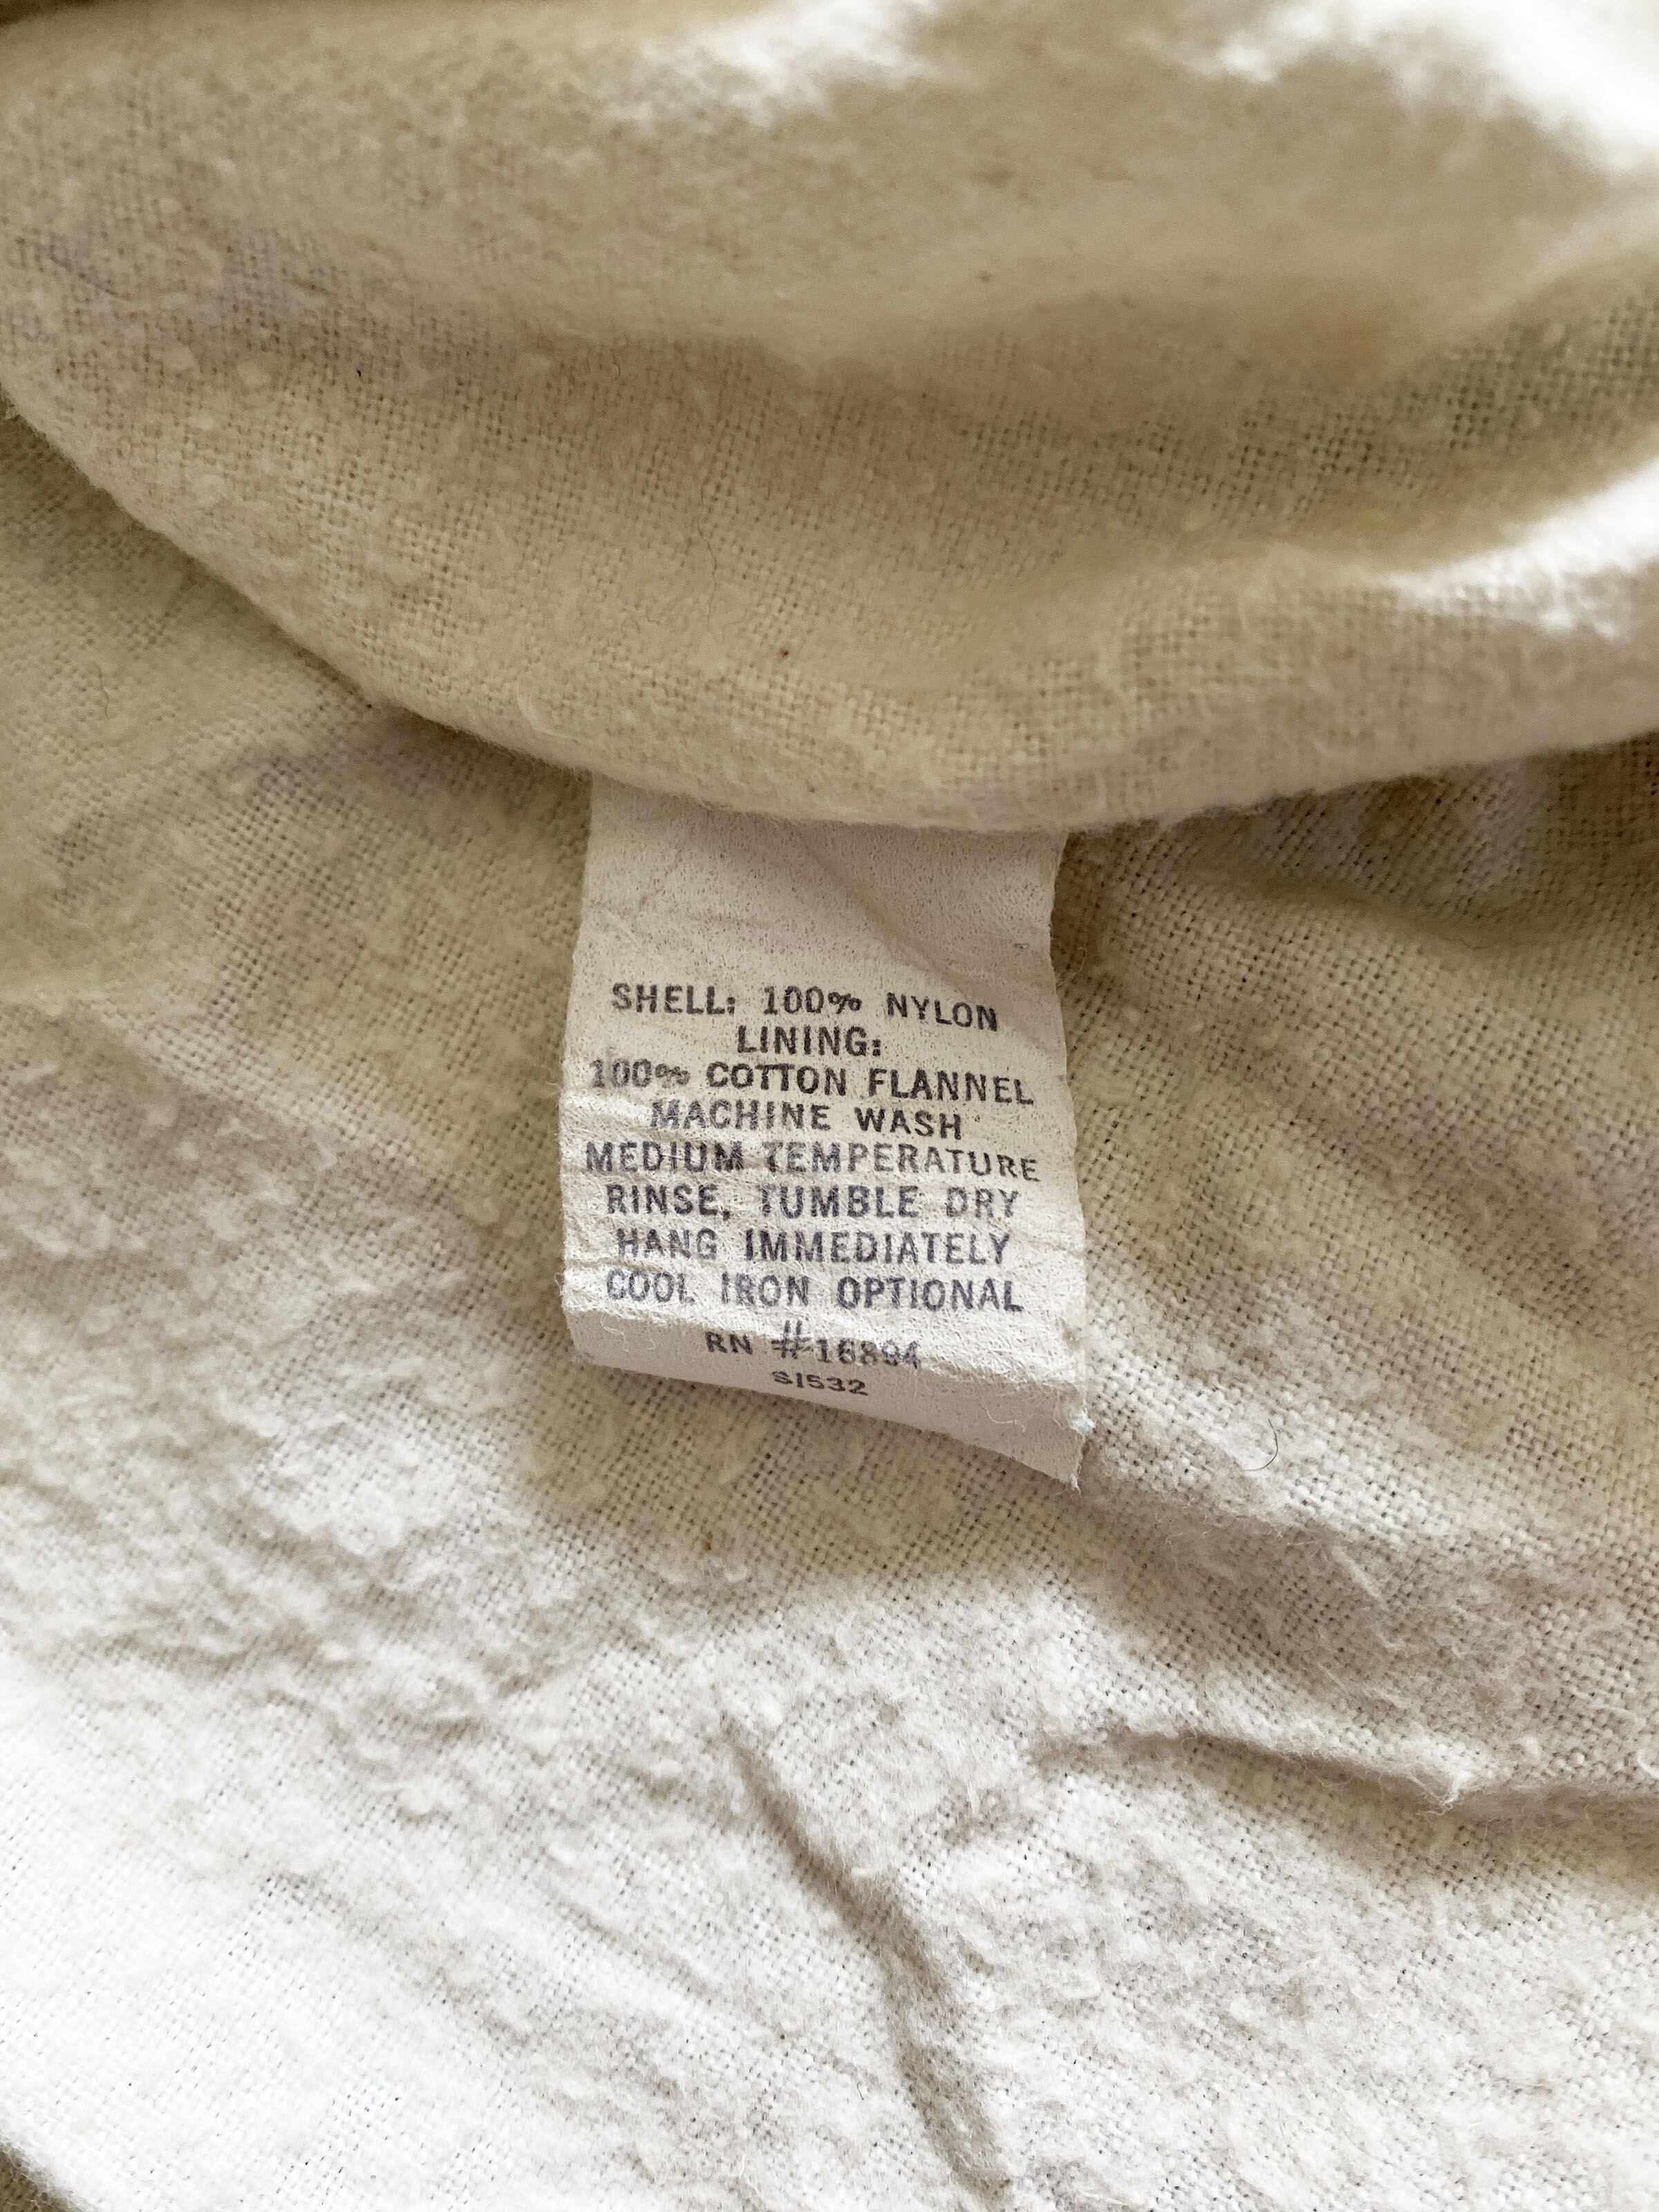 SHELL: 100% NYLON
LINING:
100% COTTON FLANNEL
MACHINE WASH
MEDIUM TEMPERATURE
RINSE, TUMBLE DRY
HANG IMMEDIATELY
COOL IRON OPTIONAL
RN #16894
S1532